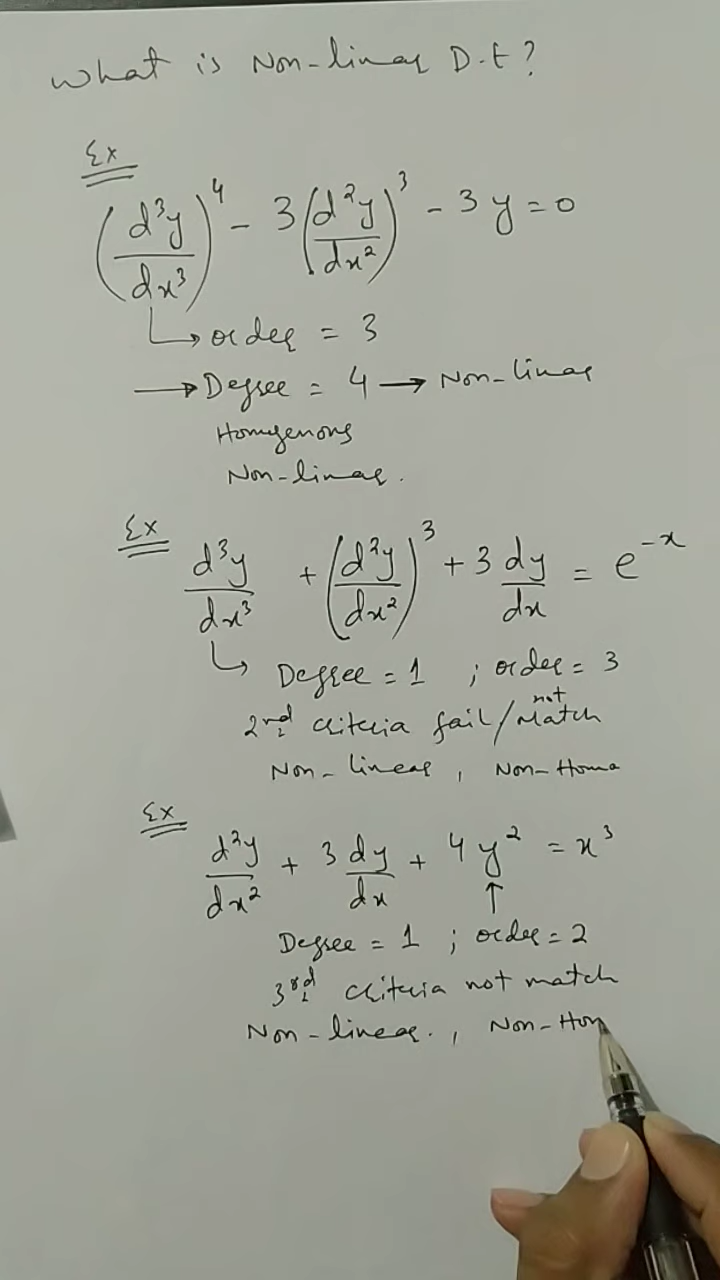 What is Non-linear D.E?
Ex
(d³y/dx³)⁴ - 3(d²y/dx²)³ - 3y = 0
↳ order = 3
→ Degree = 4 → Non-linear
Homogenous
Non-linear.
Ex
d³y/dx³ + (d²y/dx²)³ + 3 dy/dx = e⁻ˣ
↳ Degree = 1 ; order = 3
2nd criteria fail/not match
Non-linear, Non-Homo
Ex
d²y/dx² + 3 dy/dx + 4y² = x³
↑
Degree = 1 ; order = 2
3rd criteria not match
Non-linear., Non-Hom